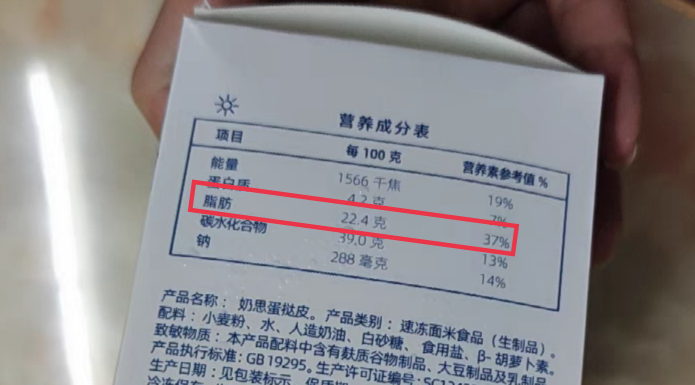 营养成分表
项目 每 100 克 营养素参考值 %
能量 1566 千焦 19%
蛋白质 4.2 克 7%
脂肪 22.4 克 37%
碳水化合物 39.0 克 13%
钠 288 毫克 14%
产品名称： 奶思蛋挞皮。 产品类别： 速冻面米食品（生制品）。
配料： 小麦粉、水、人造奶油、白砂糖、 食用盐、β- 胡萝卜素。
致敏物质： 本产品配料中含有麸质谷物制品、大豆制品及乳制品
产品执行标准: GB 19295。生产许可证编号: SC124
生产日期： 见包装标示